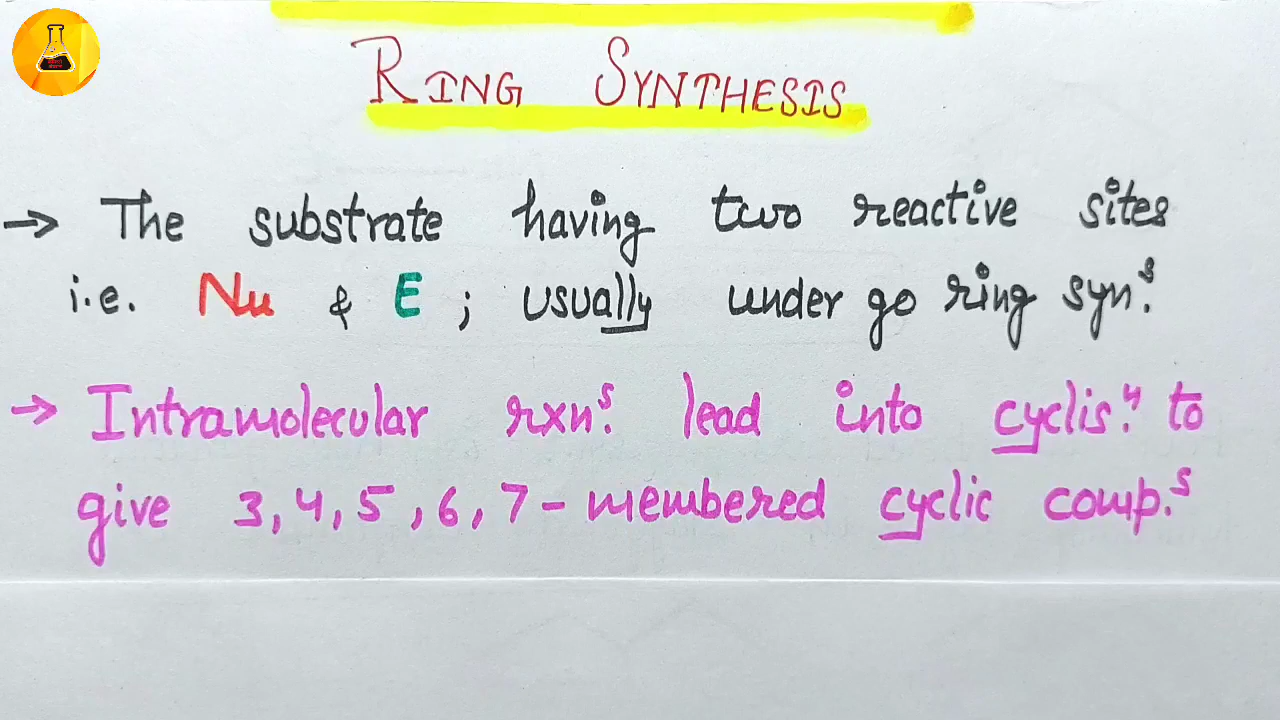 RING SYNTHESIS
→ The substrate having two reactive sites
i.e. Nu & E ; usually under go ring synˢ.
→ Intramolecular rxnˢ. lead into cyclisⁿ. to
give 3, 4, 5, 6, 7 - membered cyclic comp.ˢ